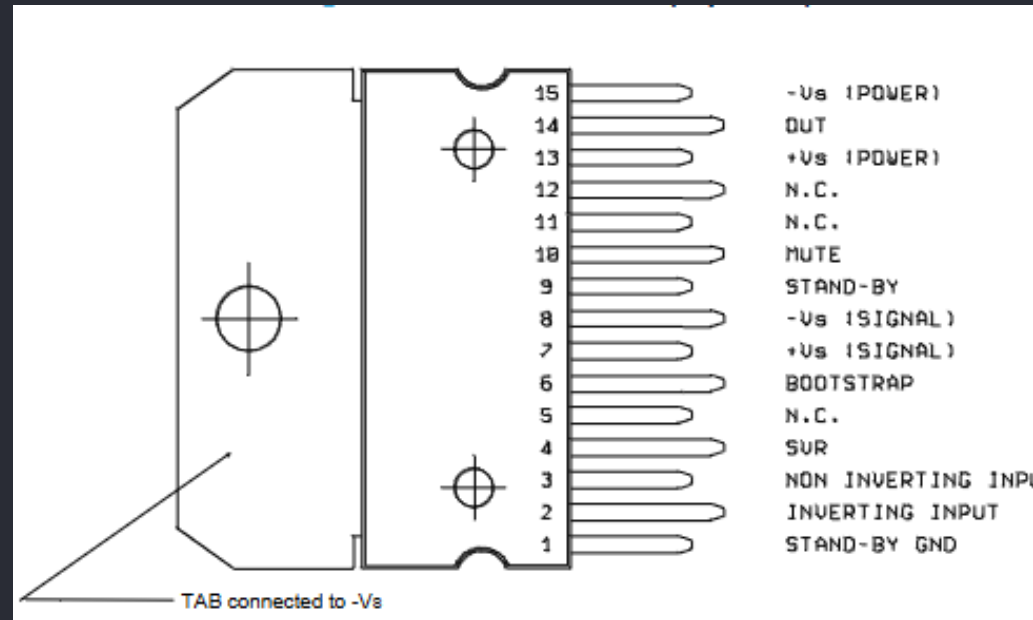 15 -Vs (POWER)
14 OUT
13 +Vs (POWER)
12 N.C.
11 N.C.
10 MUTE
9 STAND-BY
8 -Vs (SIGNAL)
7 +Vs (SIGNAL)
6 BOOTSTRAP
5 N.C.
4 SVR
3 NON INVERTING INPU
2 INVERTING INPUT
1 STAND-BY GND
TAB connected to -Vs